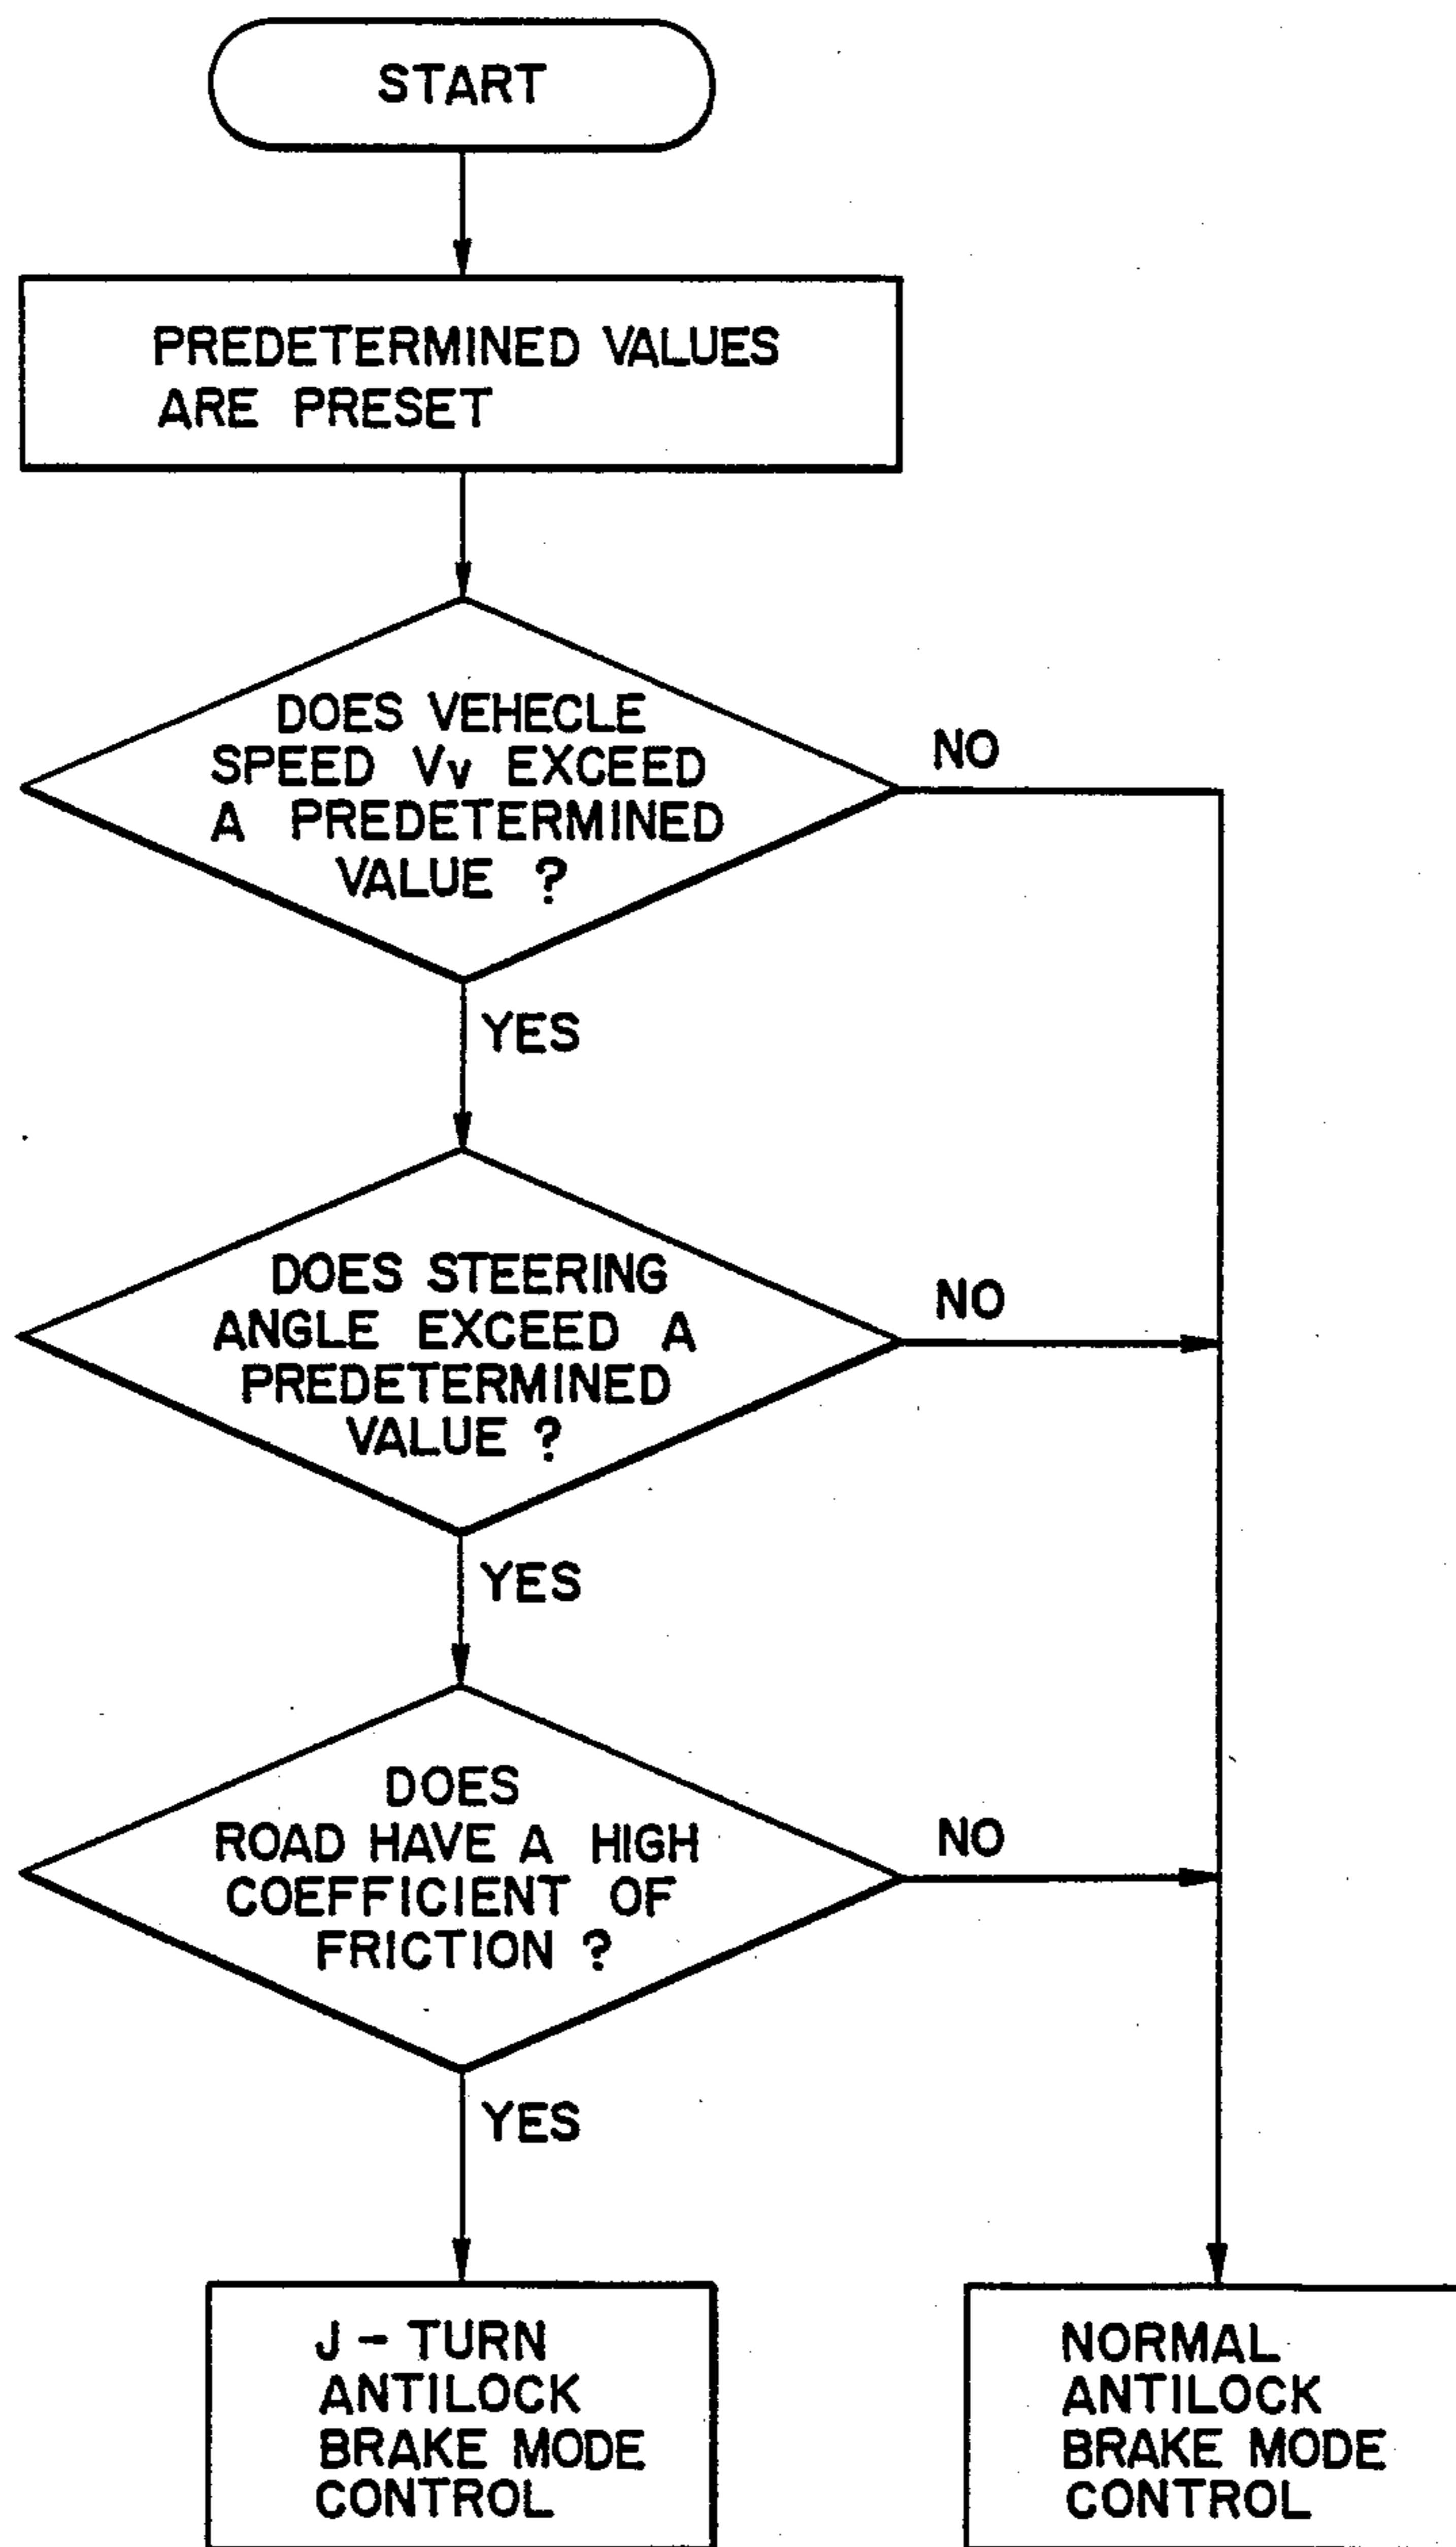 START
PREDETERMINED VALUES
ARE PRESET
DOES VEHECLE
SPEED Vv EXCEED
A PREDETERMINED
VALUE ?
NO
YES
DOES STEERING
ANGLE EXCEED A
PREDETERMINED
VALUE ?
NO
YES
DOES
ROAD HAVE A HIGH
COEFFICIENT OF
FRICTION ?
NO
YES
J - TURN
ANTILOCK
BRAKE MODE
CONTROL
NORMAL
ANTILOCK
BRAKE MODE
CONTROL